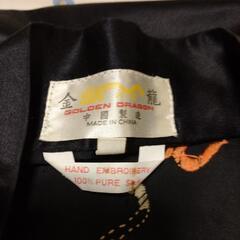 金 龍
GOLDEN DRAGON
中國製造
MADE IN CHINA
HAND EMBROIDERY
100% PURE